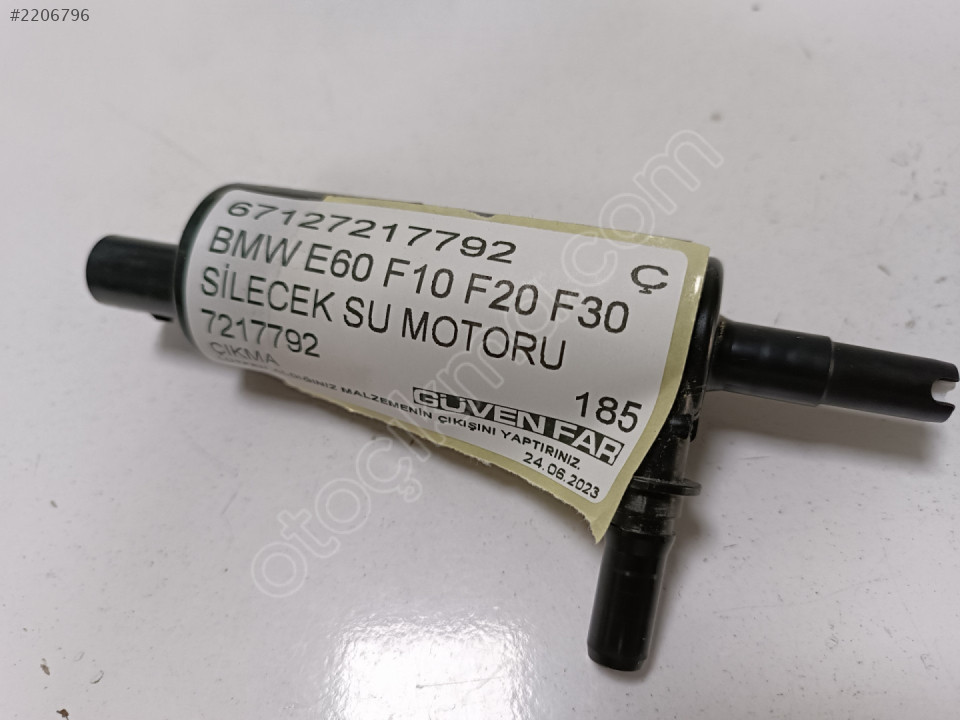 #2206796
67127217792
Ç
BMW E60 F10 F20 F30
SİLECEK SU MOTORU
7217792
185
ÇIKMA
GÜVEN FAR
MALZEMENİN ÇIKIŞINI YAPTIRINIZ.
24.06.2023
otoçıkma.com